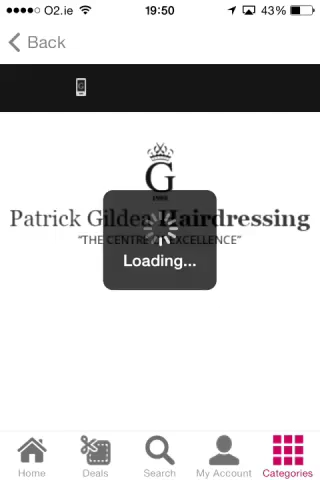 O2.ie 19:50 43%
Back
G
Patrick Gildea Hairdressing
"THE CENTRE OF EXCELLENCE"
Loading...
Home Deals Search My Account Categories